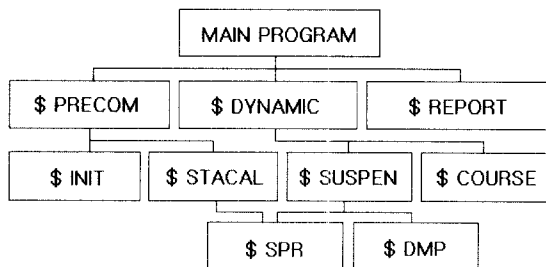 MAIN PROGRAM
$ PRECOM
$ DYNAMIC
$ REPORT
$ INIT
$ STACAL
$ SUSPEN
$ COURSE
$ SPR
$ DMP